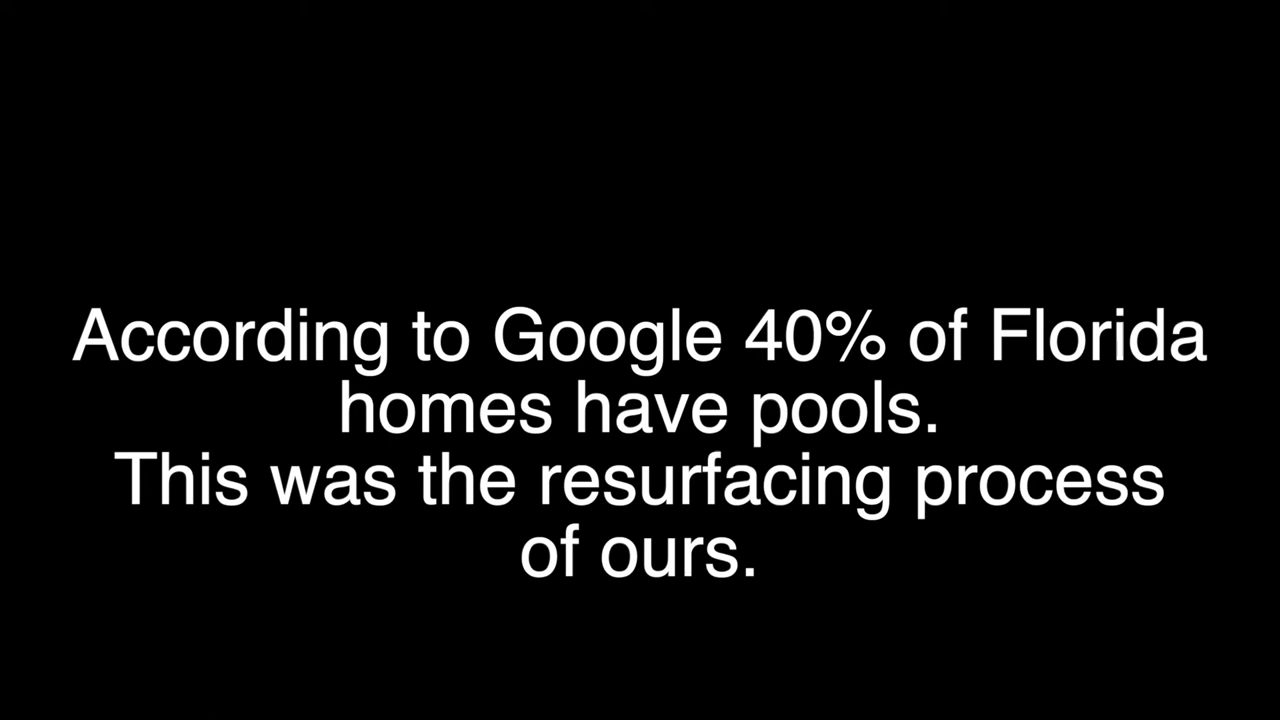 According to Google 40% of Florida
homes have pools.
This was the resurfacing process
of ours.